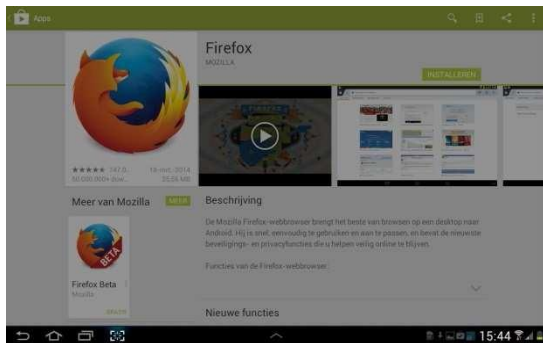 Apps
Firefox
MOZILLA
INSTALLEREN
2014
Meer van Mozilla
MEER
BETA
Firefox Beta
Mozilla
GRATIS
Beschrijving
De Mozilla Firefox-webbrowser brengt het beste van browsen op een desktop naar
Android. Hij is snel, eenvoudig te gebruiken en aan te passen, en bevat de nieuwste
beveiligings- en privacyfuncties die u helpen veilig online te blijven.
Functies van de Firefox-webbrowser:
Nieuwe functies
15:44